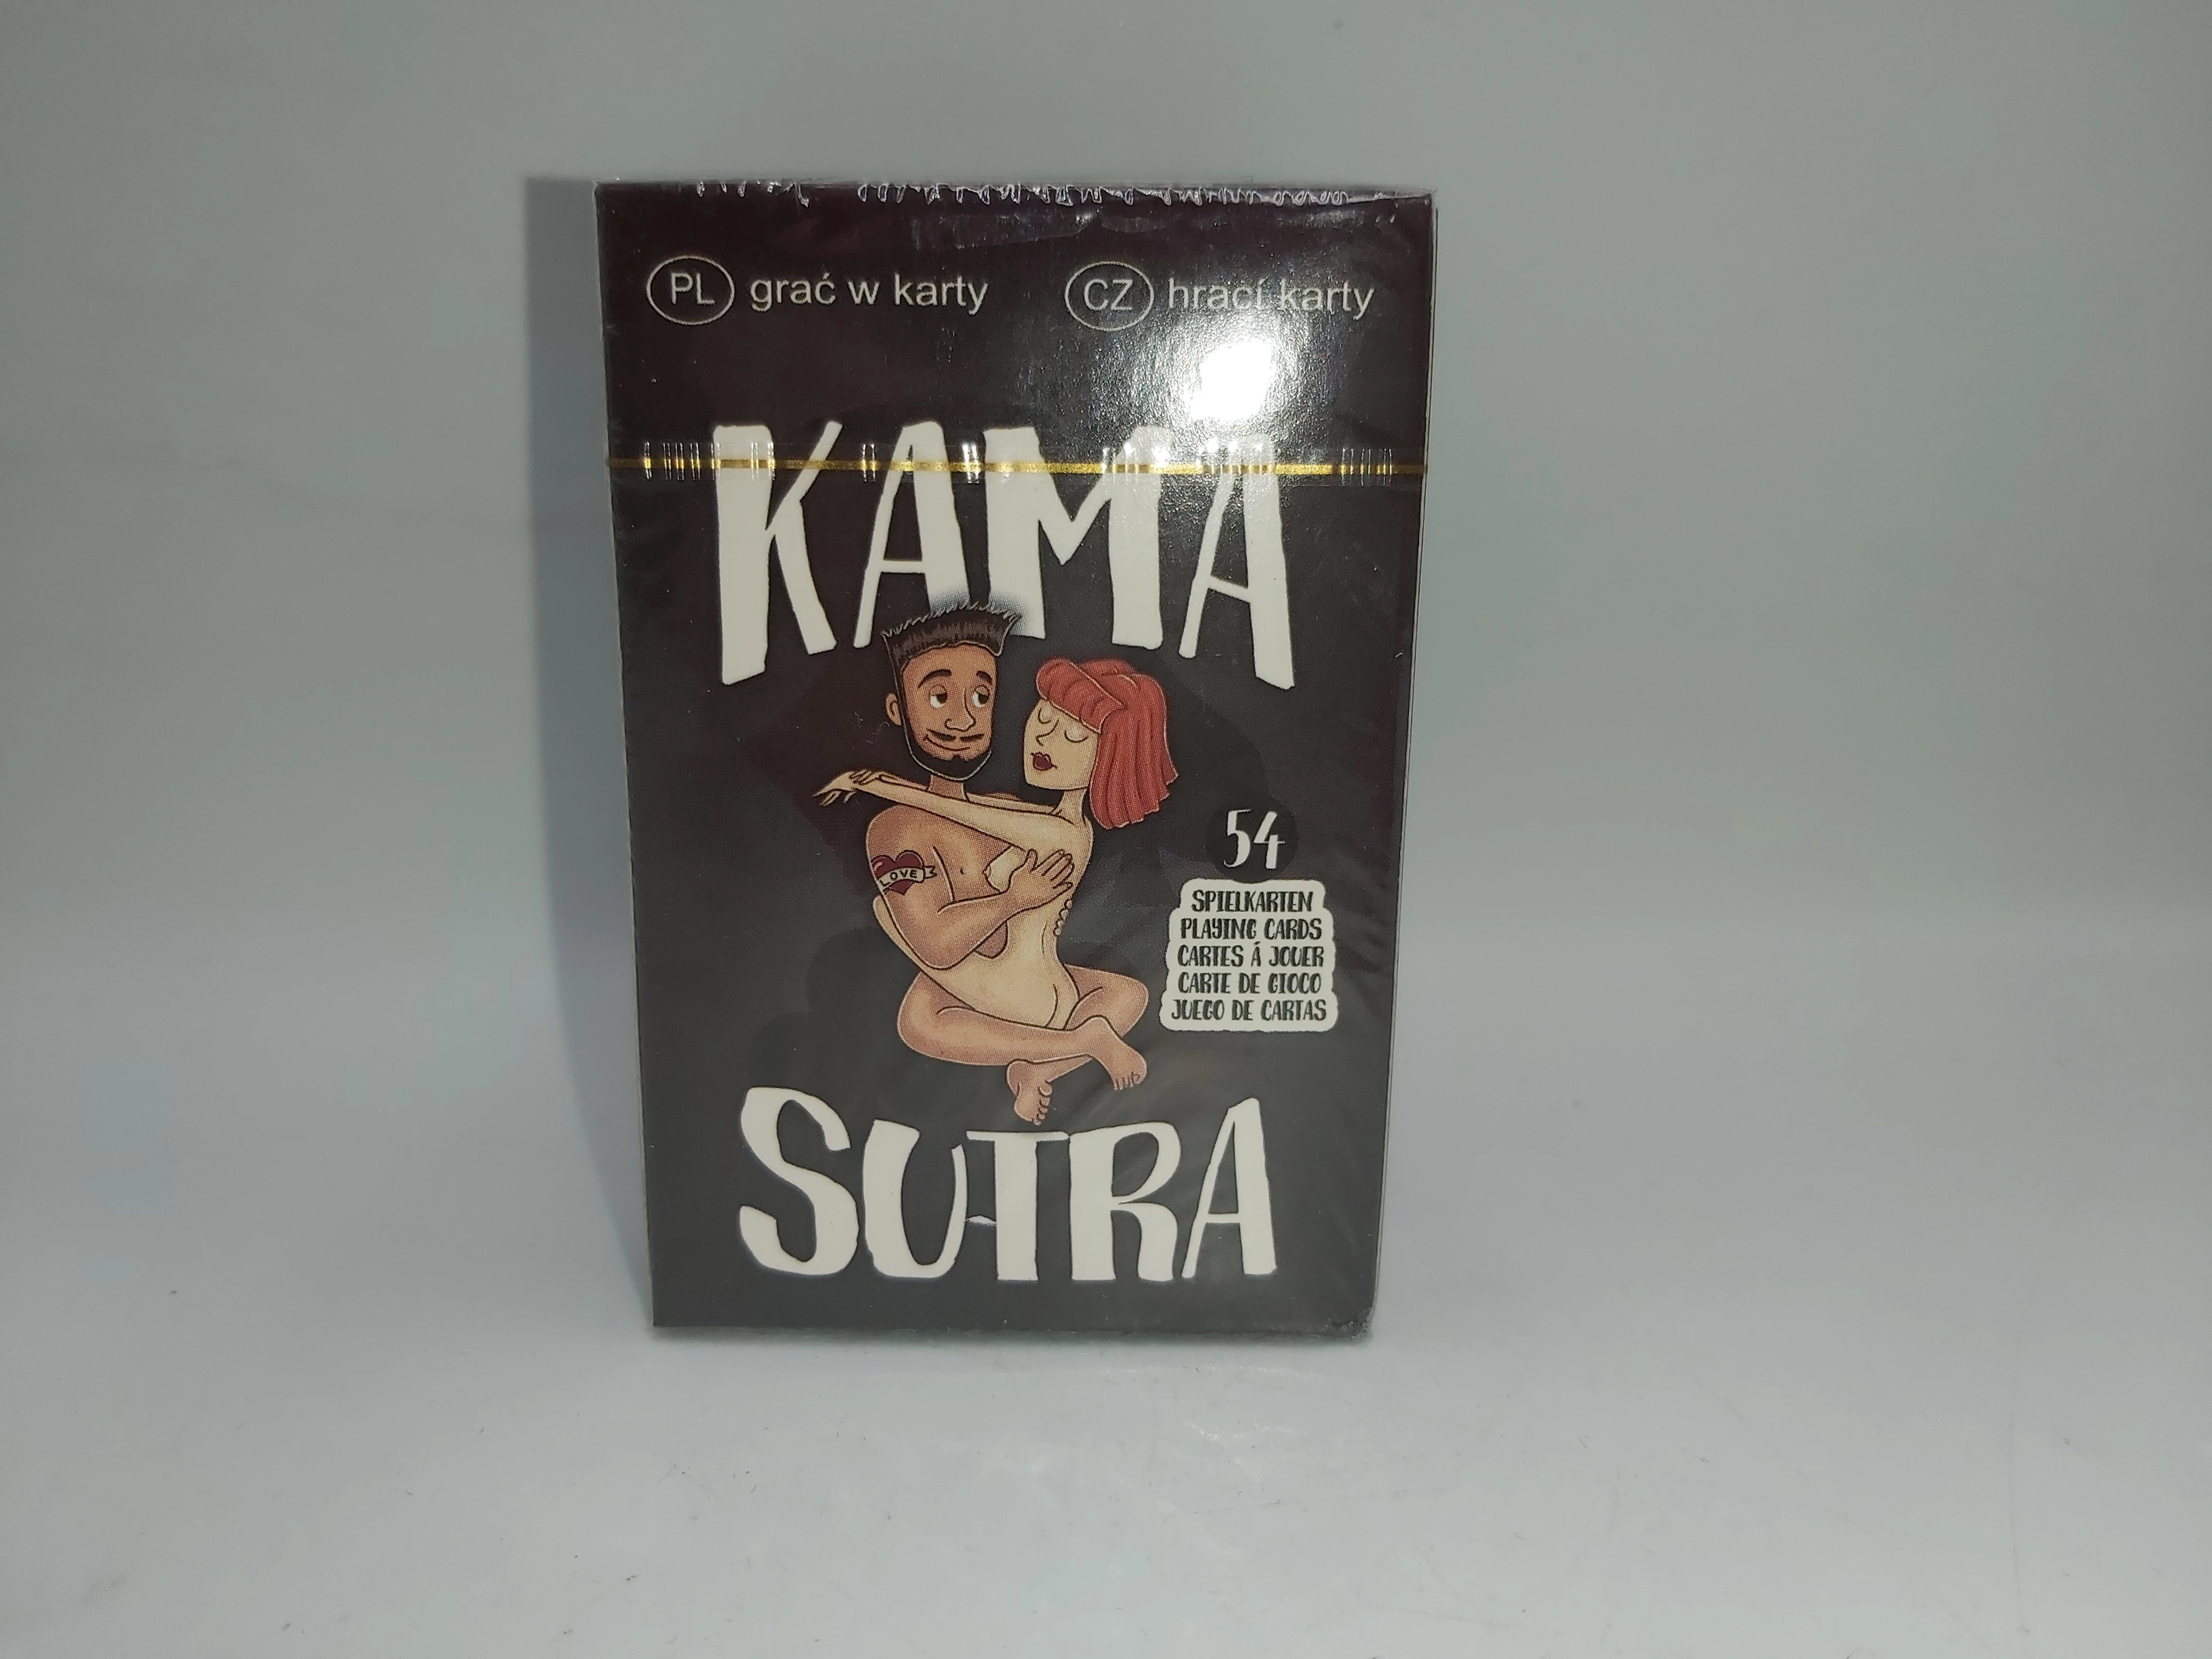 PL grać w karty CZ hrací karty
KAMA
LOVE
54
SPIELKARTEN
PLAYING CARDS
CARTES Á JOUER
CARTE DE GIOCO
JUEGO DE CARTAS
SUTRA